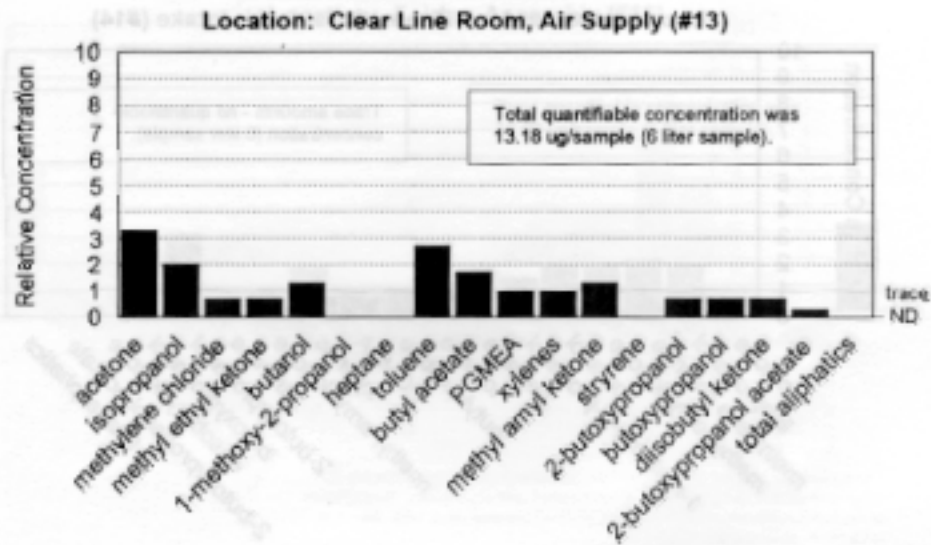 Location: Clear Line Room, Air Supply (#13)
Relative Concentration
10
9
8
7
6
5
4
3
2
1
0
Total quantifiable concentration was
13.18 ug/sample (6 liter sample).
trace
ND
acetone
isopropanol
methylene chloride
methyl ethyl ketone
butanol
1-methoxy-2-propanol
heptane
toluene
butyl acetate
PGMEA
xylenes
methyl amyl ketone
stryrene
2-butoxypropanol
butoxypropanol
diisobutyl ketone
2-butoxypropanol acetate
total aliphatics